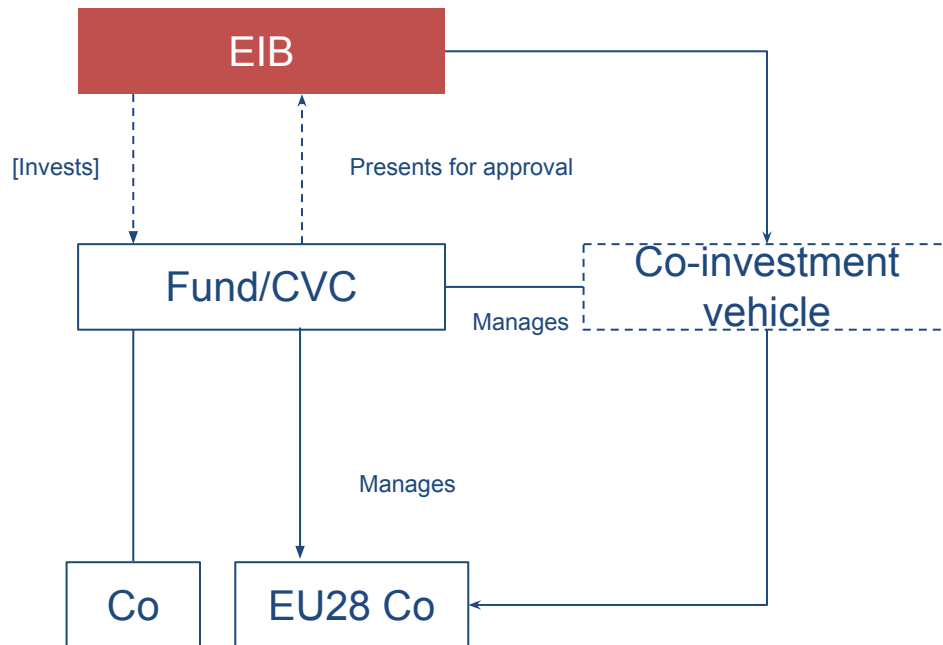 EIB
[Invests]
Presents for approval
Fund/CVC
Co-investment
vehicle
Manages
Manages
Co
EU28 Co